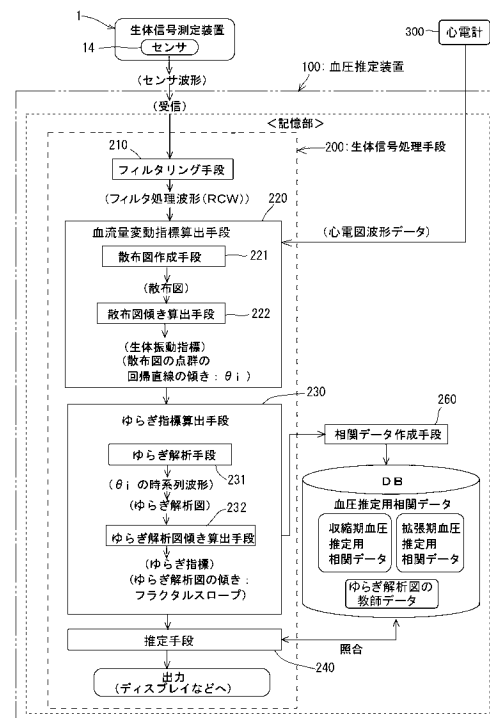 1
生体信号測定装置
14
センサ
300
心電計
(センサ波形)
100:血圧推定装置
(受信)
<記憶部>
210
200:生体信号処理手段
フィルタリング手段
(フィルタ処理波形(RCW))
220
血流量変動指標算出手段
(心電図波形データ)
散布図作成手段
221
(散布図)
散布図傾き算出手段
222
(生体振動指標)
(散布図の点群の
回帰直線の傾き:θi)
230
ゆらぎ指標算出手段
260
相関データ作成手段
ゆらぎ解析手段
231
DB
(θiの時系列波形)
血圧推定用相関データ
(ゆらぎ解析図)
232
収縮期血圧
推定用
相関データ
拡張期血圧
推定用
相関データ
ゆらぎ解析図傾き算出手段
(ゆらぎ指標)
(ゆらぎ解析図の傾き:
フラクタルスロープ)
ゆらぎ解析図の
教師データ
推定手段
照合
240
出力
(ディスプレイなどへ)